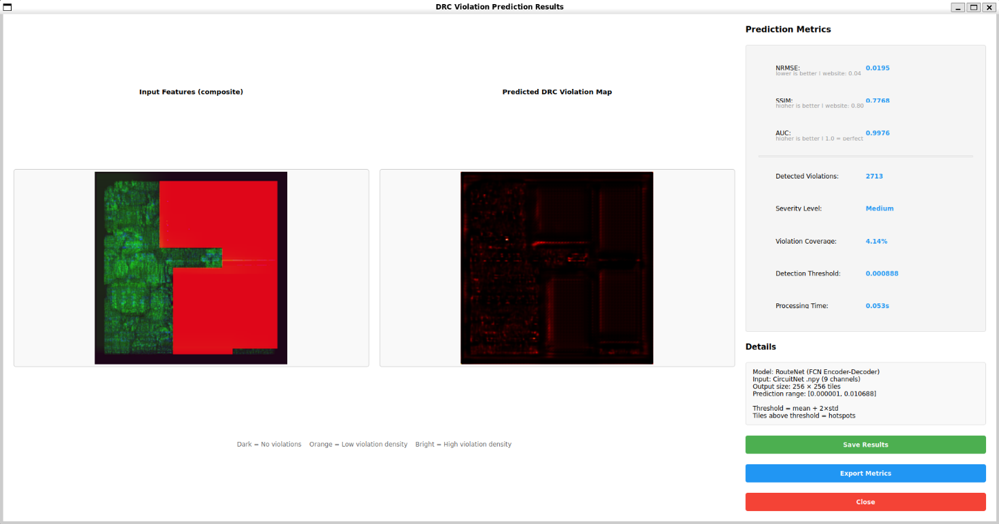 DRC Violation Prediction Results
Prediction Metrics
Input Features (composite)
Predicted DRC Violation Map
NRMSE: 0.0195
lower is better | website: 0.04
SSIM: 0.7768
higher is better | website: 0.80
AUC: 0.9976
higher is better | 1.0 = perfect
Detected Violations: 2713
Severity Level: Medium
Violation Coverage: 4.14%
Detection Threshold: 0.000888
Processing Time: 0.053s
Details
Model: RouteNet (FCN Encoder-Decoder)
Input: CircuitNet .npy (9 channels)
Output size: 256 × 256 tiles
Prediction range: [0.000001, 0.010688]
Threshold = mean + 2×std
Tiles above threshold = hotspots
Dark = No violations Orange = Low violation density Bright = High violation density
Save Results
Export Metrics
Close